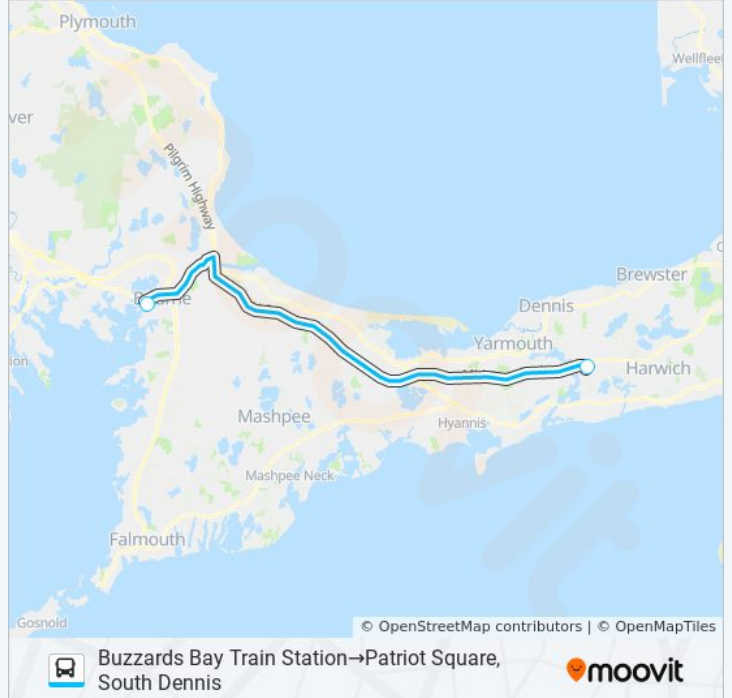 Plymouth
Wellfleet
ver
Pilgrim Highway
Brewster
Dennis
Yarmouth
Harwich
Mashpee
Hyannis
Mashpee Neck
Falmouth
Gosnold
© OpenStreetMap contributors | © OpenMapTiles
Buzzards Bay Train Station→Patriot Square,
South Dennis
moovit